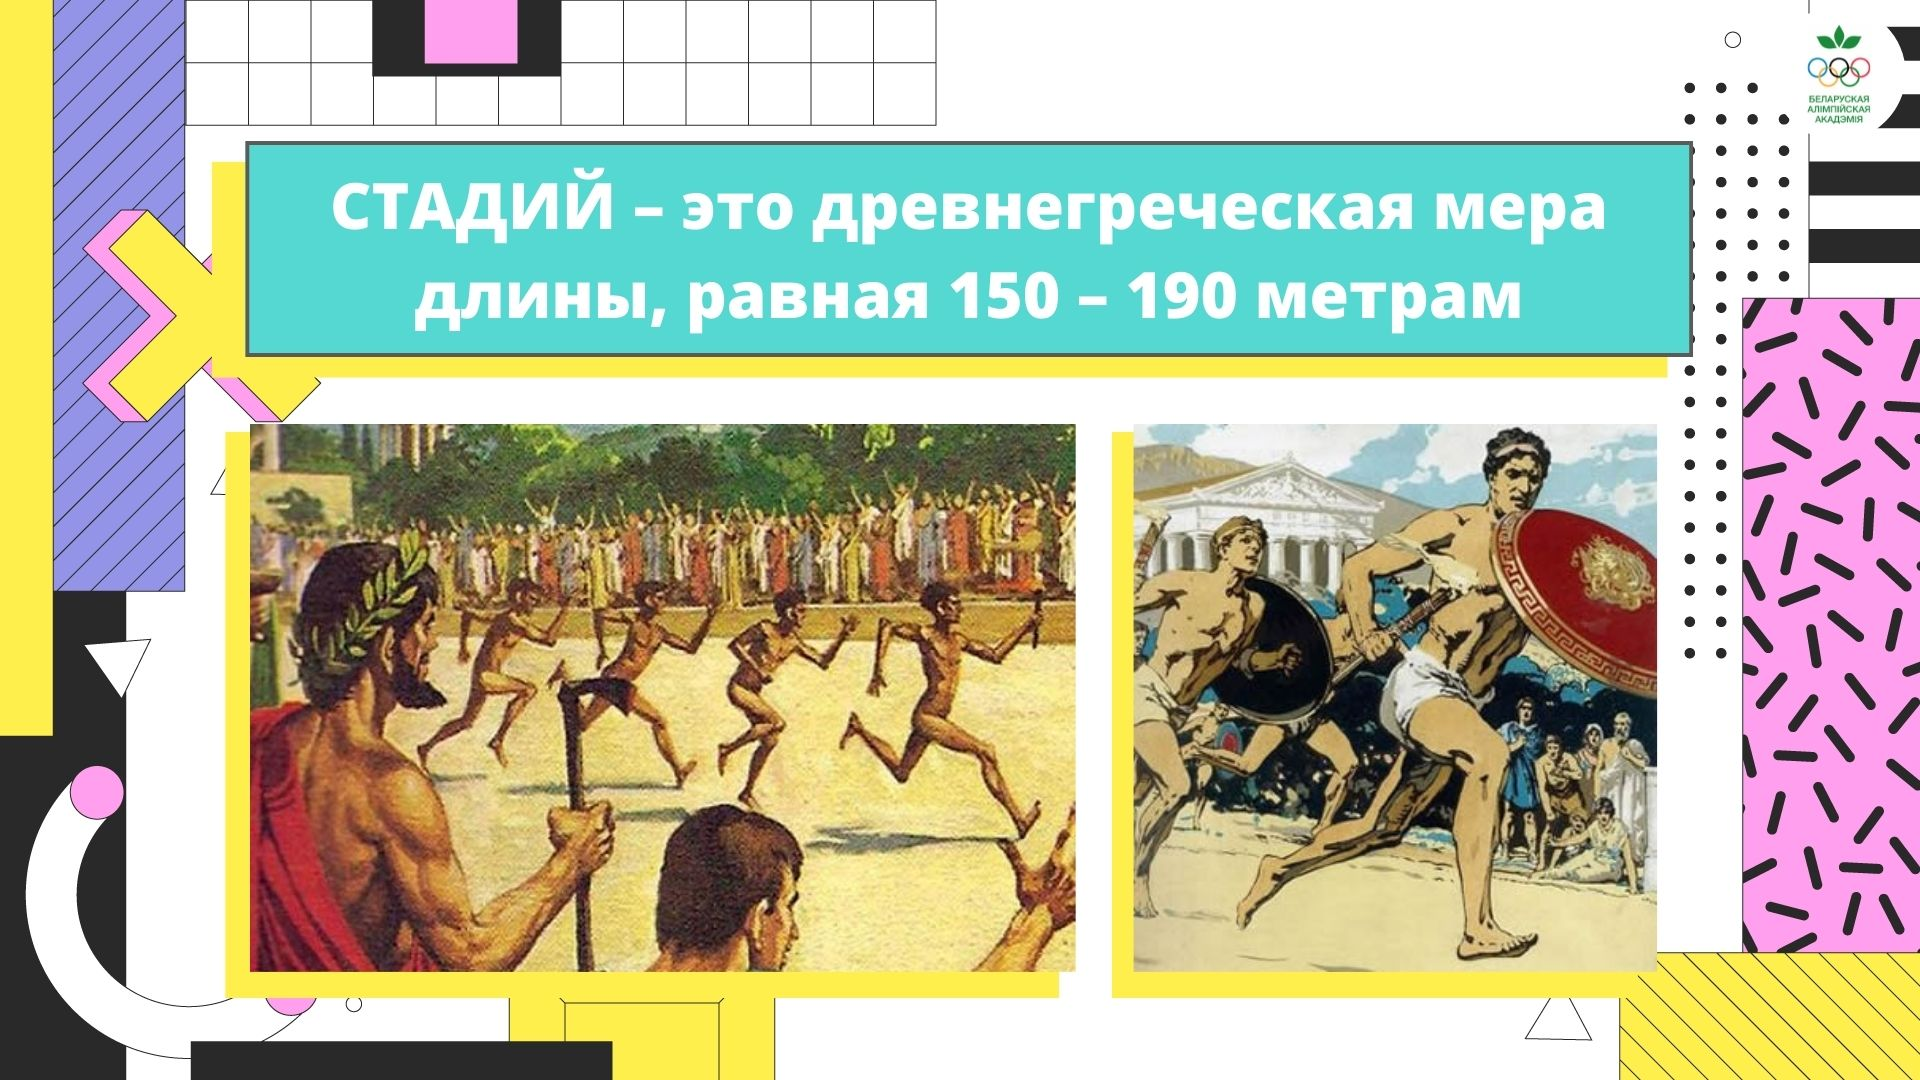 БЕЛАРУСКАЯ
АЛІМПІЙСКАЯ
АКАДЭМІЯ
СТАДИЙ – это древнегреческая мера
длины, равная 150 – 190 метрам